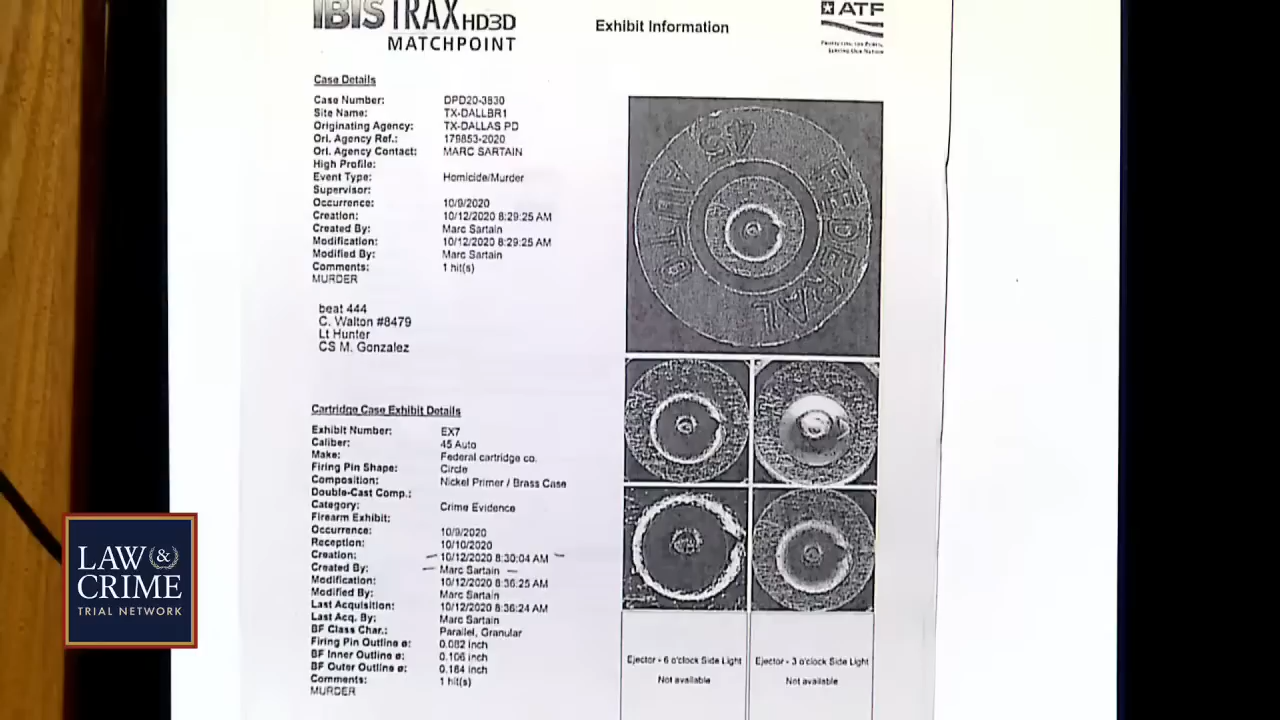 IBIS TRAX HD3D
MATCHPOINT
Exhibit Information
ATF
Case Details
Case Number: DPD20-3830
Site Name: TX-DALLBR1
Originating Agency: TX-DALLAS PD
Ori. Agency Ref.: 179853-2020
Ori. Agency Contact: MARC SARTAIN
High Profile:
Event Type: Homicide/Murder
Supervisor:
Occurrence: 10/9/2020
Creation: 10/12/2020 8:29:25 AM
Created By: Marc Sartain
Modification: 10/12/2020 8:29:25 AM
Modified By: Marc Sartain
Comments: 1 hit(s)
MURDER
beat 444
C. Walton #8479
Lt Hunter
CS M. Gonzalez
45
AUTO
FEDERAL
Cartridge Case Exhibit Details
Exhibit Number: EX7
Caliber: 45 Auto
Make: Federal cartridge co.
Firing Pin Shape: Circle
Composition: Nickel Primer / Brass Case
Double-Cast Comp.:
Category: Crime Evidence
Firearm Exhibit:
Occurrence: 10/9/2020
Reception: 10/10/2020
Creation: 10/12/2020 8:30:04 AM
Created By: Marc Sartain
Modification: 10/12/2020 8:36:25 AM
Modified By: Marc Sartain
Last Acquisition: 10/12/2020 8:36:24 AM
Last Acq. By: Marc Sartain
BF Class Char.: Parallel, Granular
Firing Pin Outline ø: 0.082 inch
BF Inner Outline ø: 0.106 inch
BF Outer Outline ø: 0.184 inch
Comments: 1 hit(s)
MURDER
Ejector - 6 o'clock Side Light
Not available
Ejector - 3 o'clock Side Light
Not available
LAW &
CRIME
TRIAL NETWORK